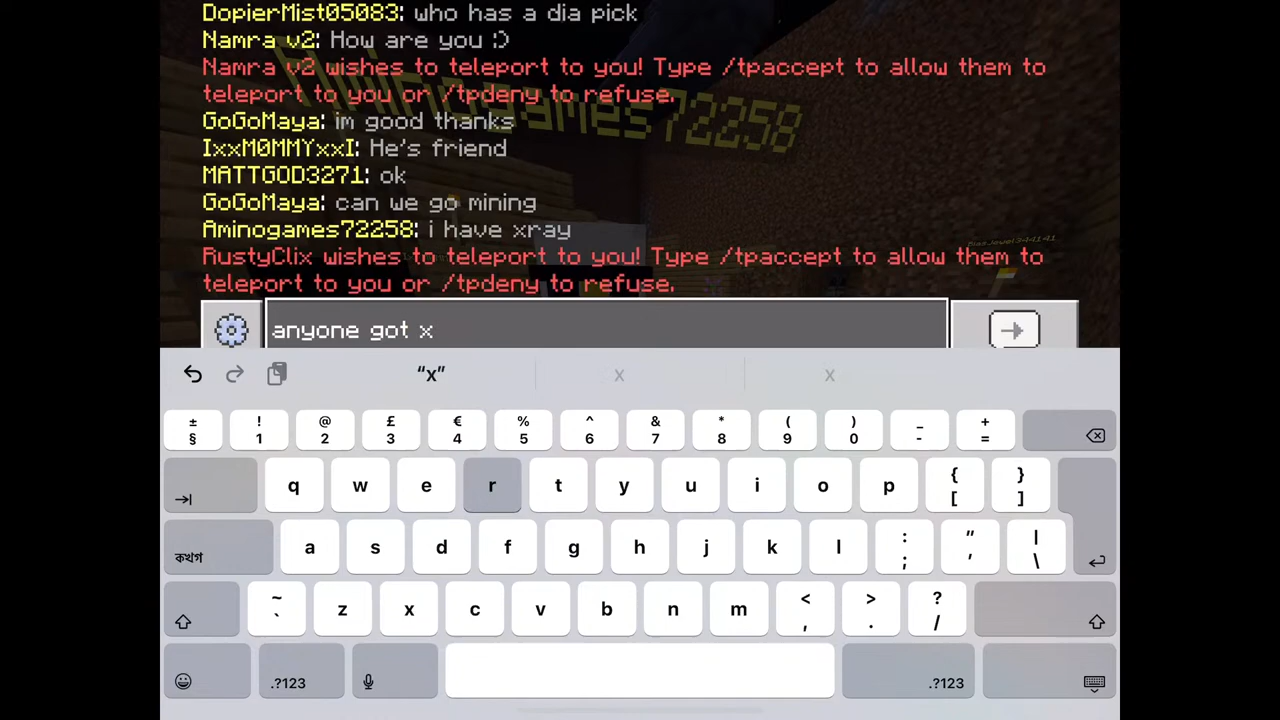 DopierMist05083: who has a dia pick
Namra v2: How are you :)
Namra v2 wishes to teleport to you! Type /tpaccept to allow them to
teleport to you or /tpdeny to refuse.
Aminogames72258
GoGoMaya: im good thanks
IxxM0MMYxxI: He's friend
MATTGOD3271: ok
GoGoMaya: can we go mining
Aminogames72258: i have xray
RustyClix wishes to teleport to you! Type /tpaccept to allow them to
teleport to you or /tpdeny to refuse.
anyone got x
“x” x x
± ! @ £ € % ^ & * ( ) _ +
§ 1 2 3 4 5 6 7 8 9 0 - =
q w e r t y u i o p { }
[ ]
কখগ a s d f g h j k l : " |
; ' \
~ z x c v b n m < > ?
` , . /
.?123 .?123